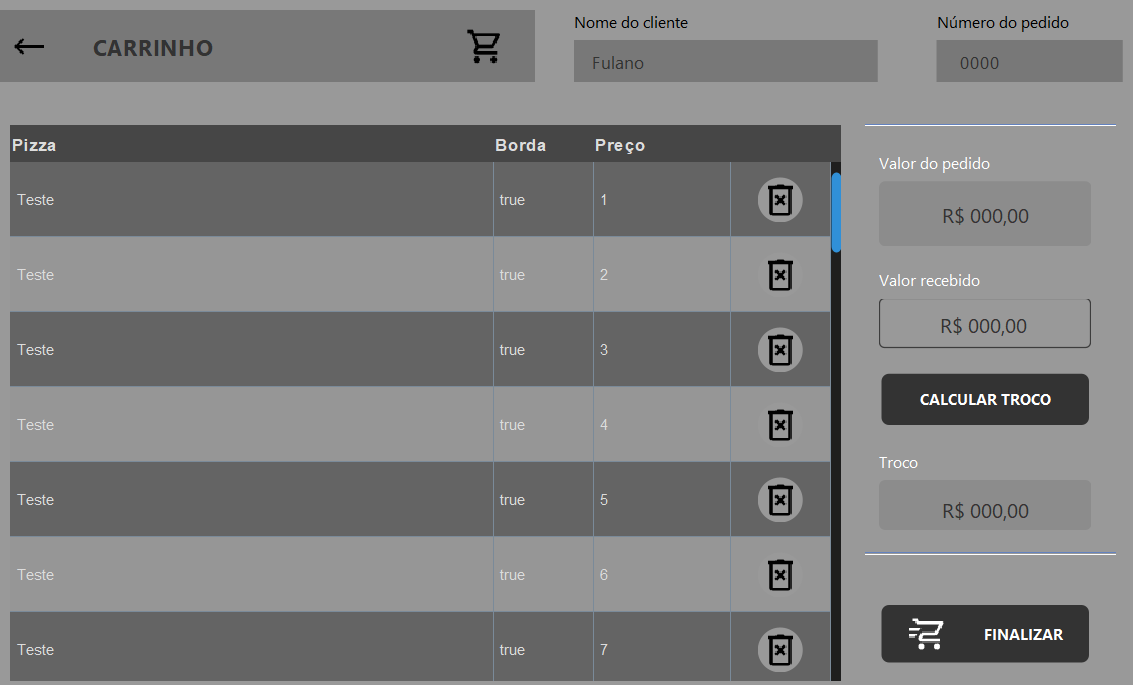 CARRINHO
Nome do cliente
Número do pedido
Fulano
0000
Pizza Borda Preço
Teste true 1
Teste true 2
Teste true 3
Teste true 4
Teste true 5
Teste true 6
Teste true 7
Valor do pedido
R$ 000,00
Valor recebido
R$ 000,00
CALCULAR TROCO
Troco
R$ 000,00
FINALIZAR